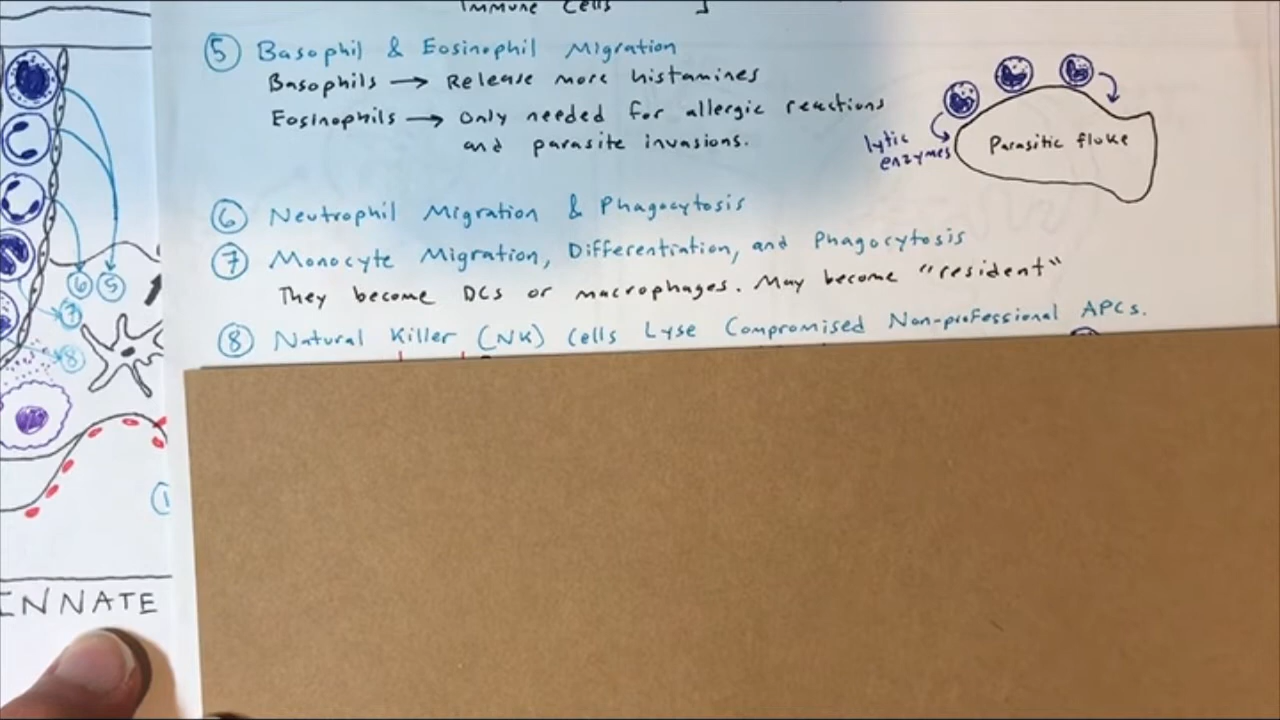 Immune Cells
⑤ Basophil & Eosinophil Migration
Basophils → Release more histamines
Eosinophils → Only needed for allergic reactions
and parasite invasions.
lytic
enzymes
Parasitic fluke
⑥ Neutrophil Migration & Phagocytosis
⑦ Monocyte Migration, Differentiation, and Phagocytosis
They become DCs or macrophages. May become "resident"
⑧ Natural Killer (NK) Cells Lyse Compromised Non-professional APCs.
⑥ ⑤
⑦
⑧
①
INNATE